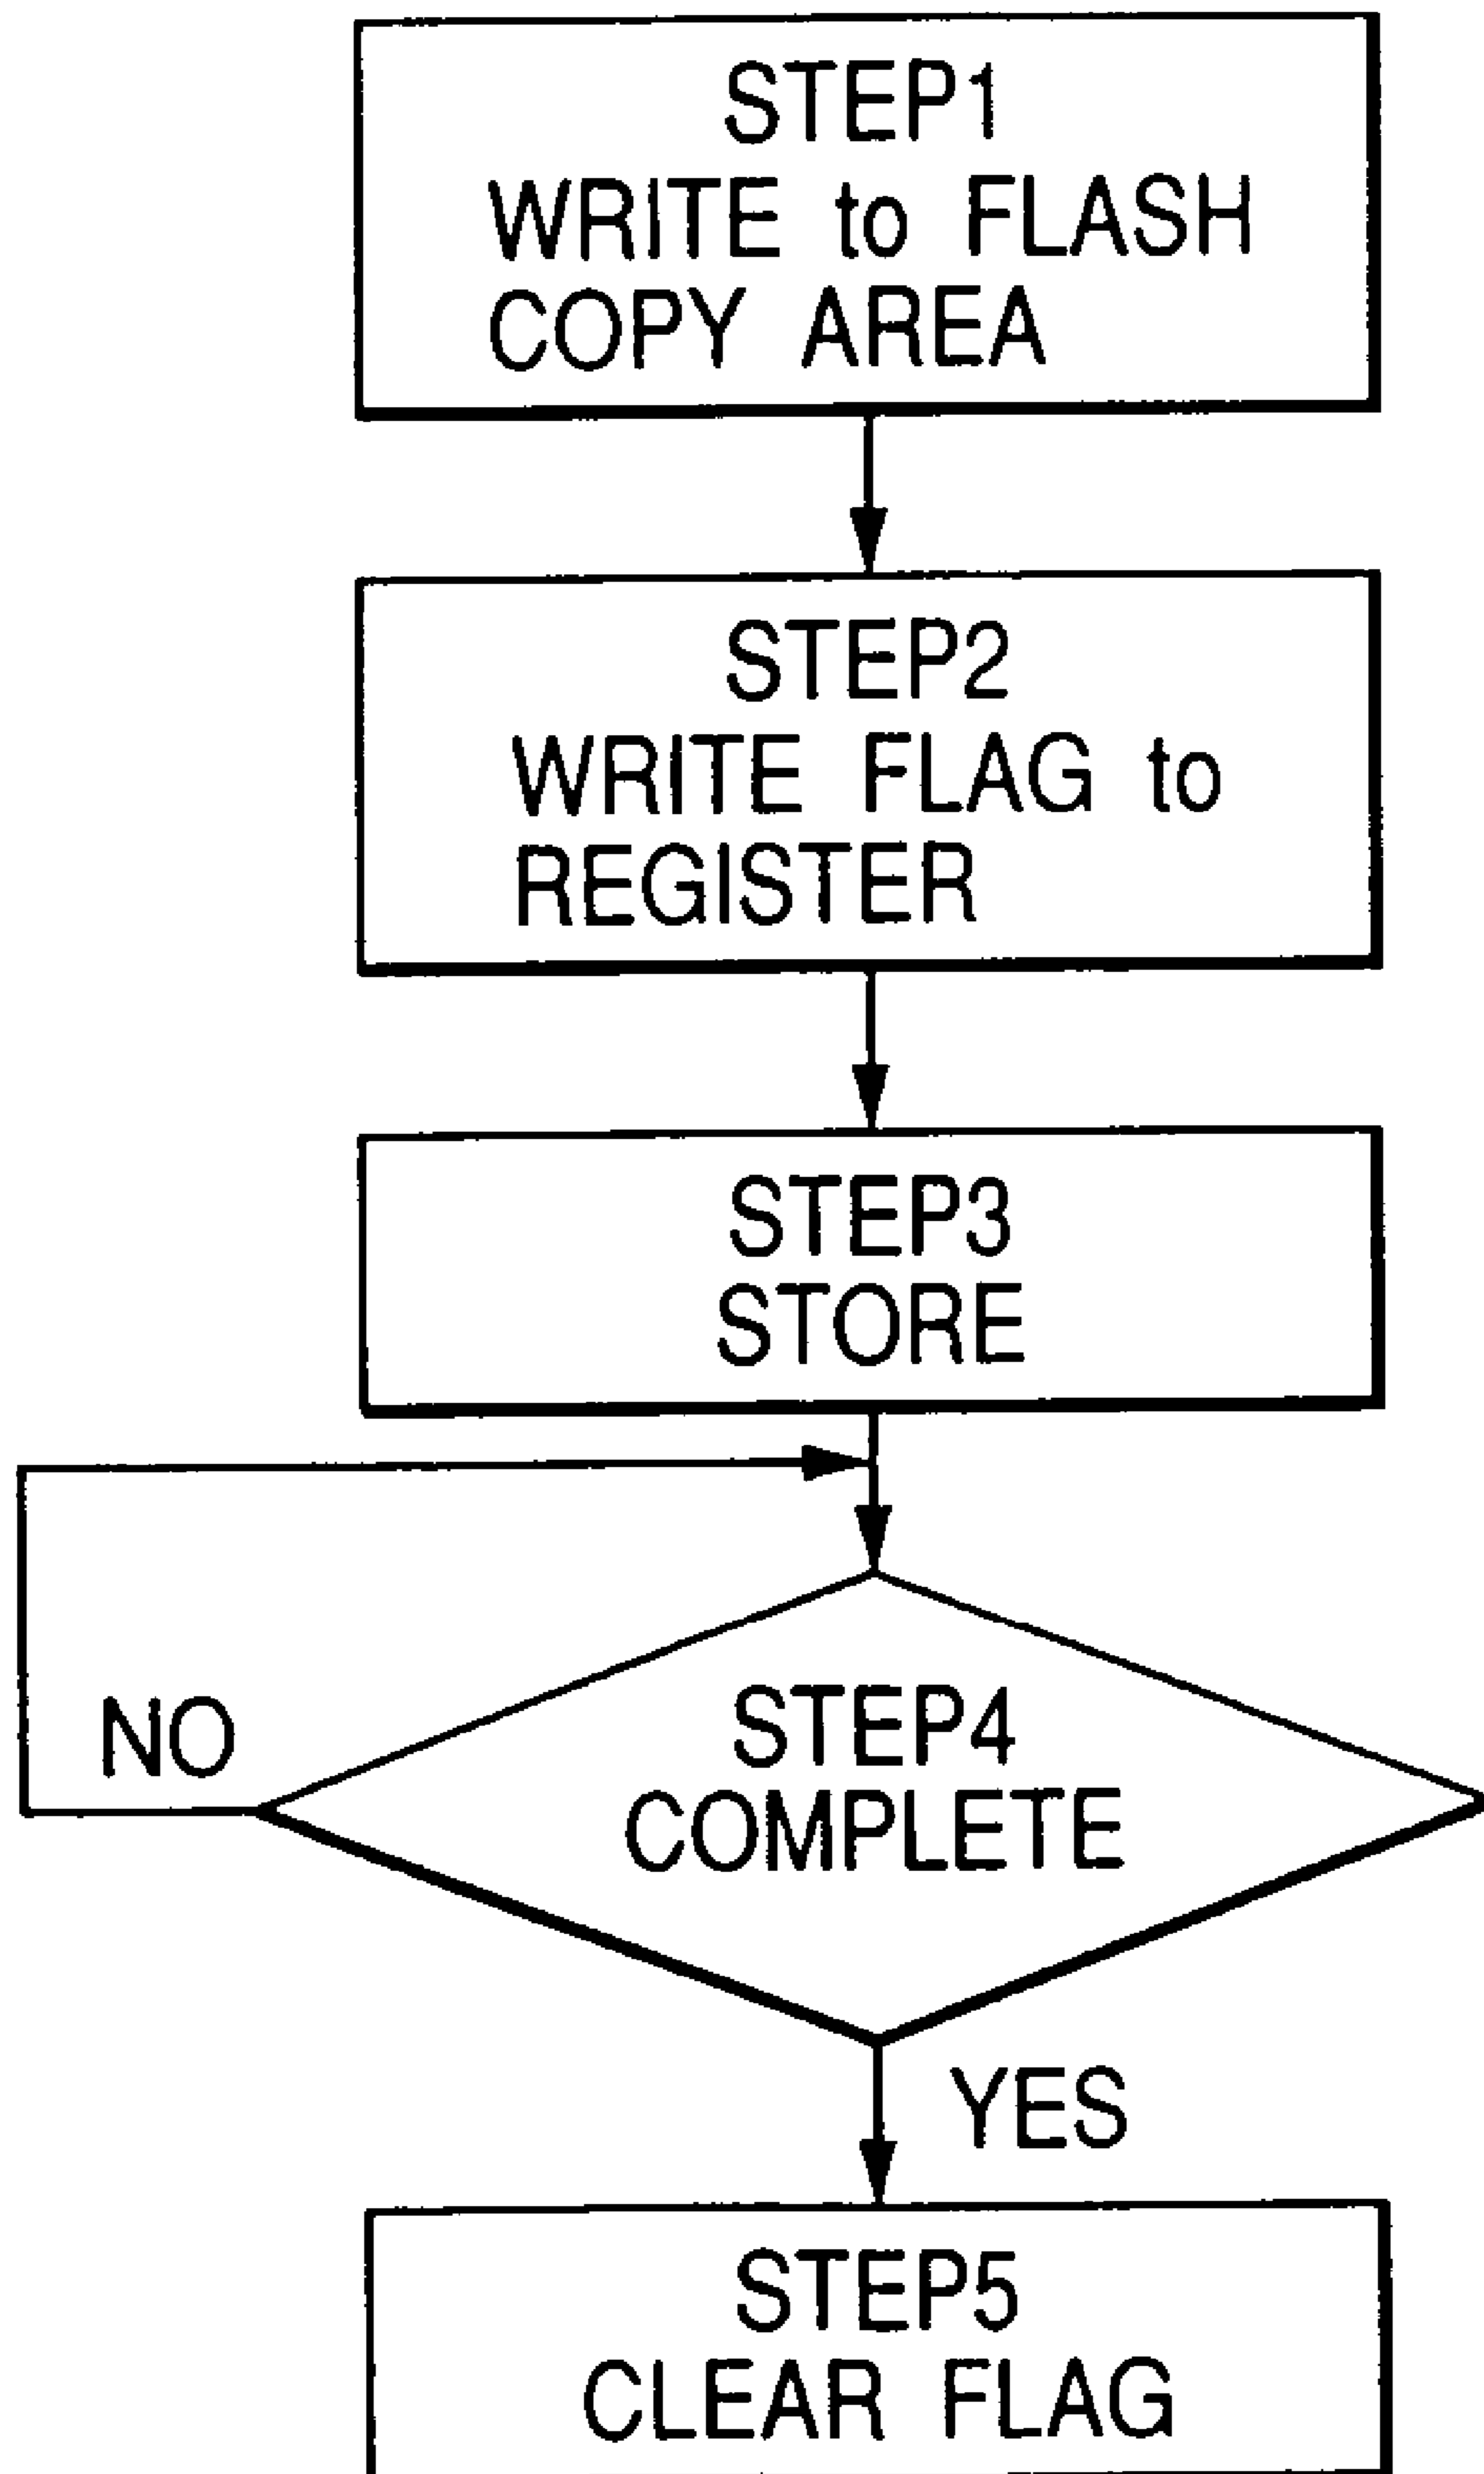 STEP1
WRITE to FLASH
COPY AREA
STEP2
WRITE FLAG to
REGISTER
STEP3
STORE
NO
STEP4
COMPLETE
YES
STEP5
CLEAR FLAG